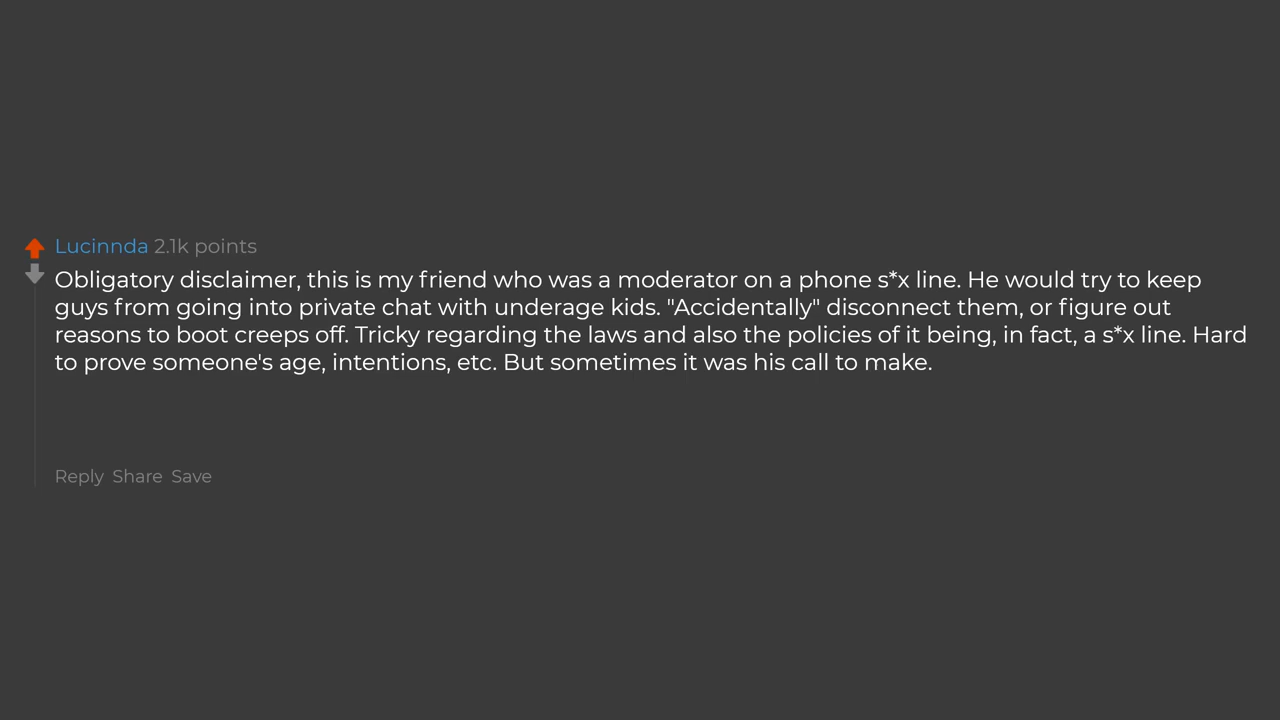 Lucinnda 2.1k points
Obligatory disclaimer, this is my friend who was a moderator on a phone s*x line. He would try to keep
guys from going into private chat with underage kids. "Accidentally" disconnect them, or figure out
reasons to boot creeps off. Tricky regarding the laws and also the policies of it being, in fact, a s*x line. Hard
to prove someone's age, intentions, etc. But sometimes it was his call to make.
Reply Share Save